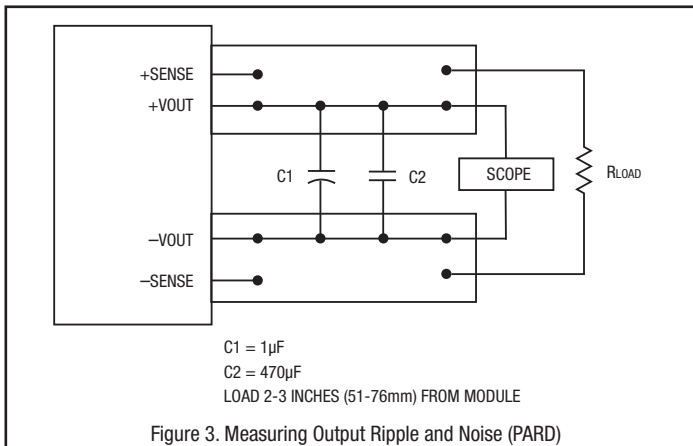 +SENSE
+VOUT
C1
C2
SCOPE
RLOAD
–VOUT
–SENSE
C1 = 1µF
C2 = 470µF
LOAD 2-3 INCHES (51-76mm) FROM MODULE
Figure 3. Measuring Output Ripple and Noise (PARD)